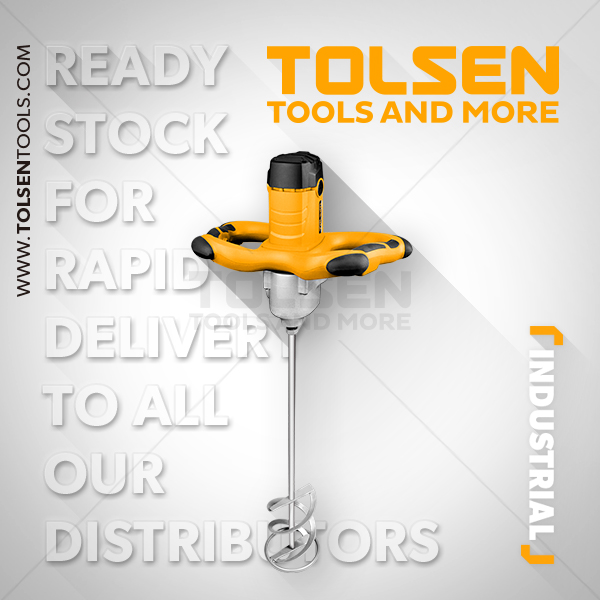 READY
STOCK
FOR
RAPID
DELIVERY
TO ALL
OUR
DISTRIBUTORS
WWW.TOLSENTOOLS.COM
TOLSEN
TOOLS AND MORE
TOLSEN
TOOLS AND MORE
INDUSTRIAL